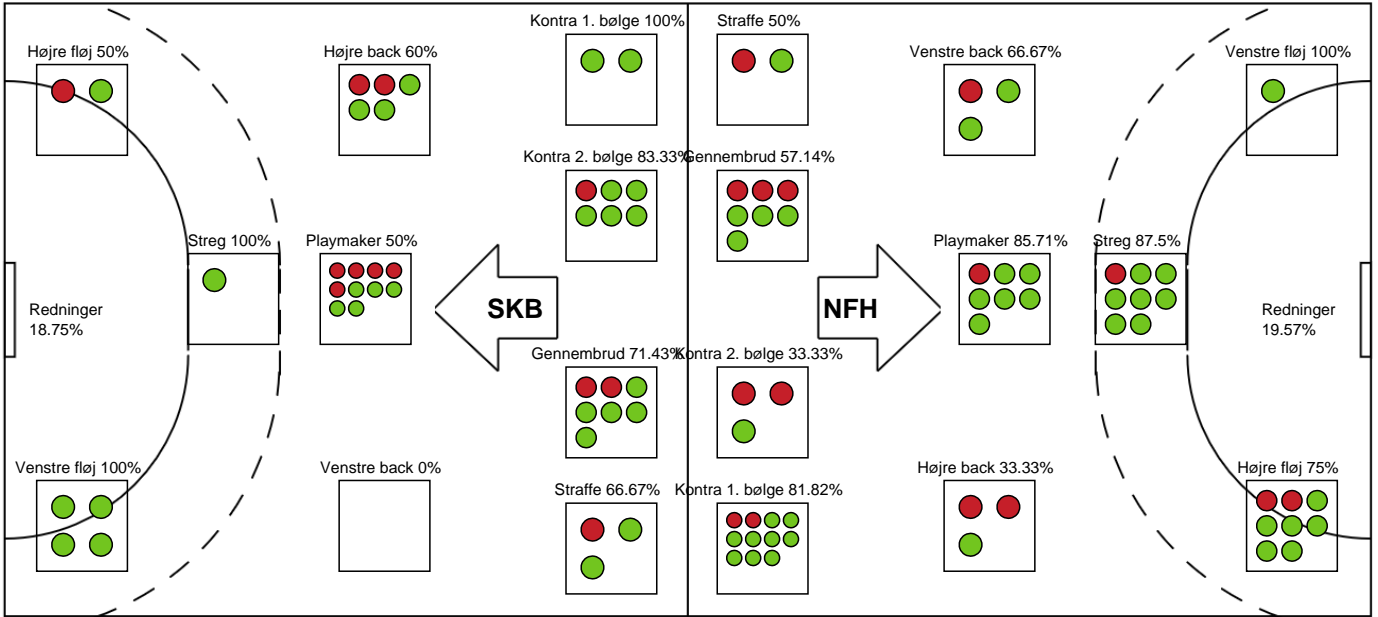 Kontra 1. bølge 100%
Straffe 50%
Højre fløj 50%
Højre back 60%
Venstre back 66.67%
Venstre fløj 100%
Kontra 2. bølge 83.33%
Gennembrud 57.14%
Streg 100%
Playmaker 50%
Playmaker 85.71%
Streg 87.5%
Redninger
18.75%
SKB
NFH
Redninger
19.57%
Gennembrud 71.43%
Kontra 2. bølge 33.33%
Venstre fløj 100%
Venstre back 0%
Højre back 33.33%
Højre fløj 75%
Straffe 66.67%
Kontra 1. bølge 81.82%